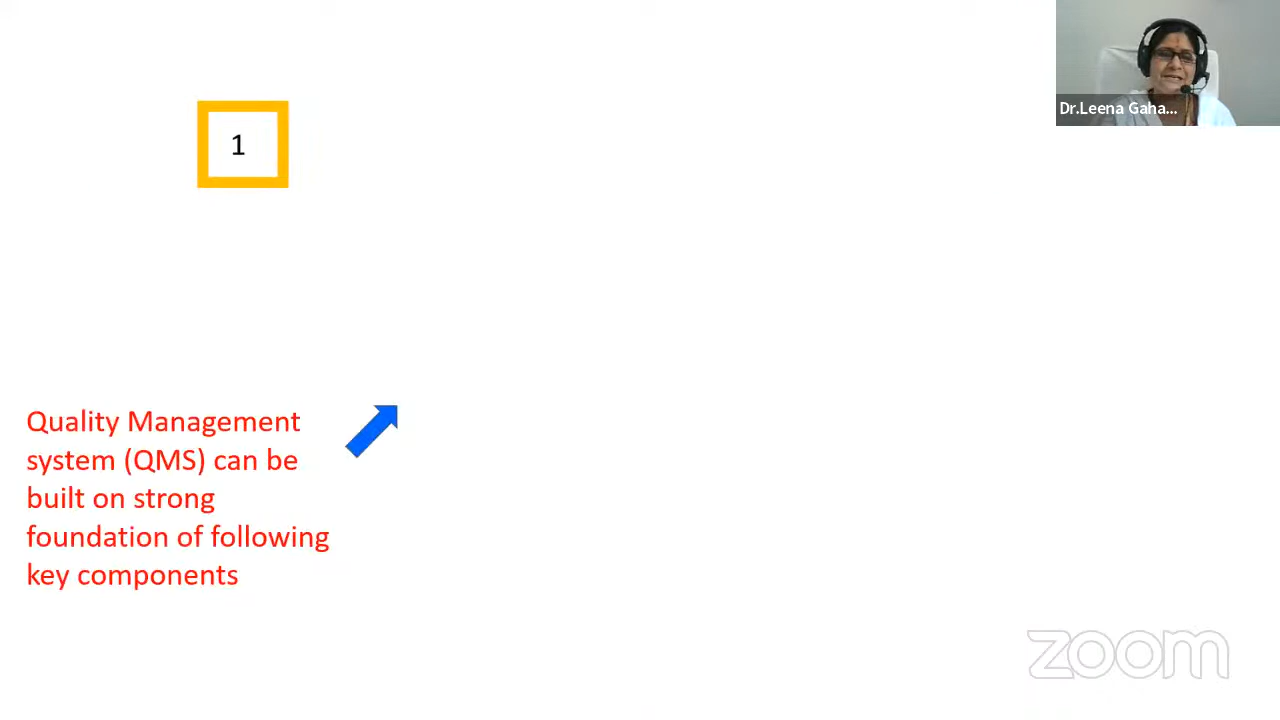 Dr.Leena Gaha...
1
Quality Management
system (QMS) can be
built on strong
foundation of following
key components
zoom